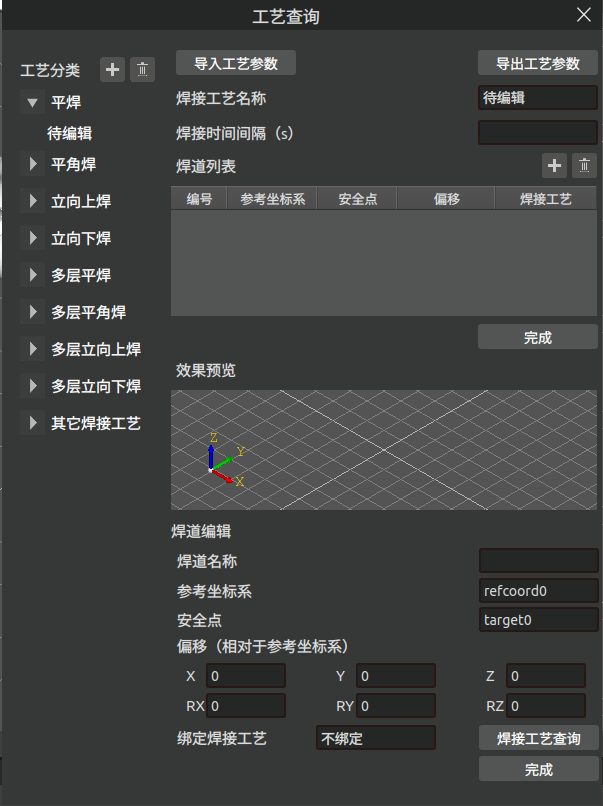 工艺查询
工艺分类
平焊
待编辑
平角焊
立向上焊
立向下焊
多层平焊
多层平角焊
多层立向上焊
多层立向下焊
其它焊接工艺
导入工艺参数 导出工艺参数
焊接工艺名称 待编辑
焊接时间间隔（s）
焊道列表
编号 参考坐标系 安全点 偏移 焊接工艺
完成
效果预览
Z
Y
X
焊道编辑
焊道名称
参考坐标系 refcoord0
安全点 target0
偏移（相对于参考坐标系）
X 0 Y 0 Z 0
RX 0 RY 0 RZ 0
绑定焊接工艺 不绑定 焊接工艺查询
完成